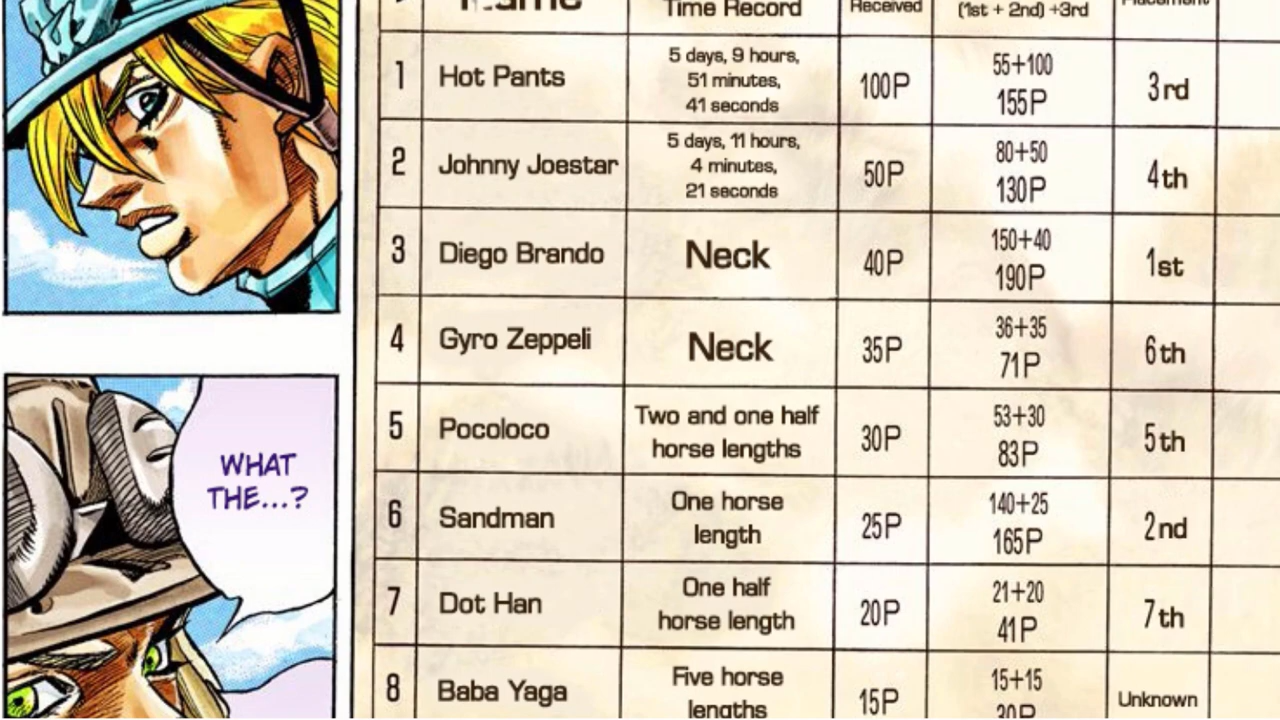 Name
Time Record
Received
(1st + 2nd) +3rd
Placement
1
Hot Pants
5 days, 9 hours,
51 minutes,
41 seconds
100P
55+100
155P
3rd
2
Johnny Joestar
5 days, 11 hours,
4 minutes,
21 seconds
50P
80+50
130P
4th
3
Diego Brando
Neck
40P
150+40
190P
1st
4
Gyro Zeppeli
Neck
35P
36+35
71P
6th
5
Pocoloco
Two and one half
horse lengths
30P
53+30
83P
5th
6
Sandman
One horse
length
25P
140+25
165P
2nd
7
Dot Han
One half
horse length
20P
21+20
41P
7th
8
Baba Yaga
Five horse
lengths
15P
15+15
30P
Unknown
WHAT
THE...?